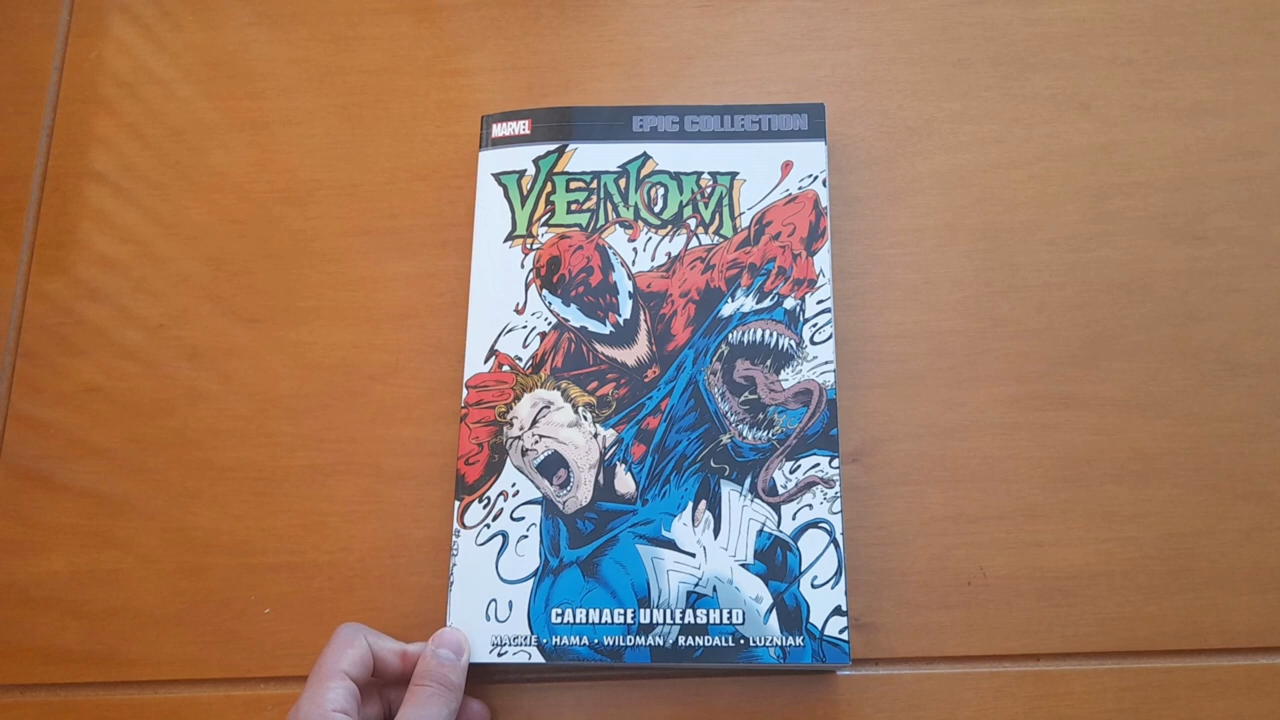 MARVEL
EPIC COLLECTION
VENOM
CARNAGE UNLEASHED
MACKIE • HAMA • WILDMAN • RANDALL • LUZNIAK